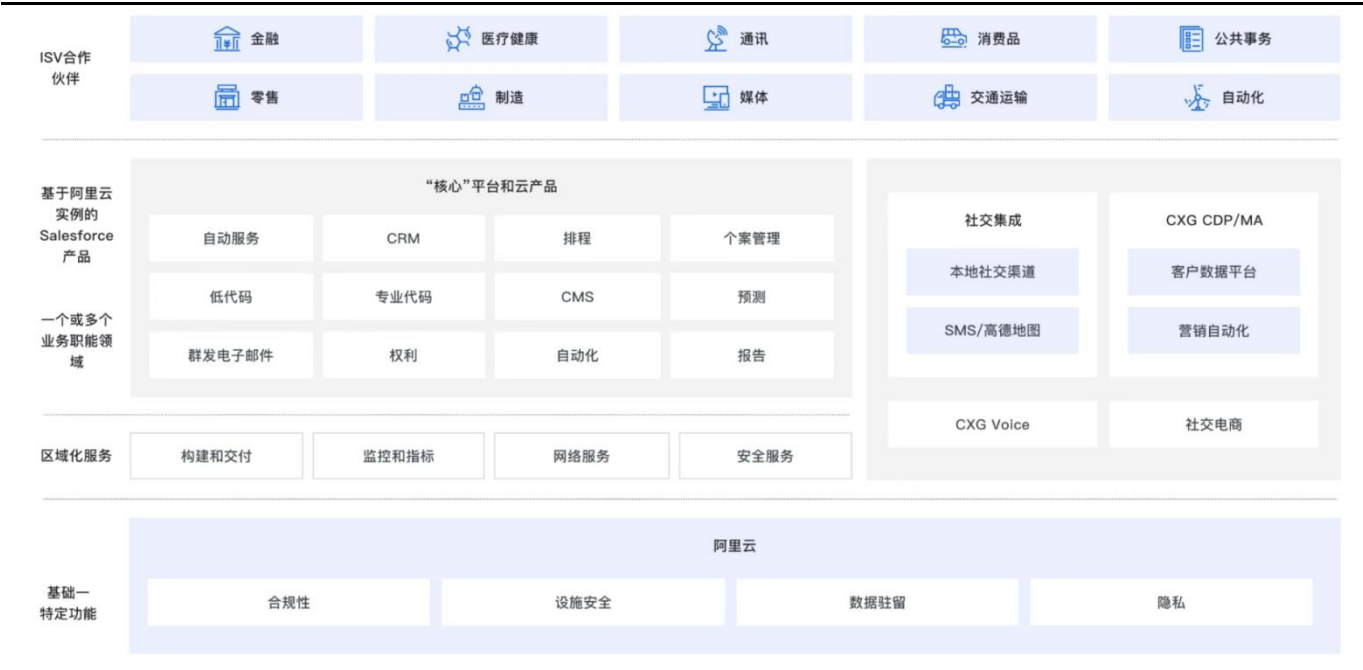 ISV合作
伙伴
金融
医疗健康
通讯
消费品
公共事务
零售
制造
媒体
交通运输
自动化
基于阿里云
实例的
Salesforce
产品
一个或多个
业务职能领
域
“核心”平台和云产品
自动服务
CRM
排程
个案管理
低代码
专业代码
CMS
预测
群发电子邮件
权利
自动化
报告
社交集成
本地社交渠道
SMS/高德地图
CXG CDP/MA
客户数据平台
营销自动化
CXG Voice
社交电商
区域化服务
构建和交付
监控和指标
网络服务
安全服务
基础一
特定功能
阿里云
合规性
设施安全
数据驻留
隐私